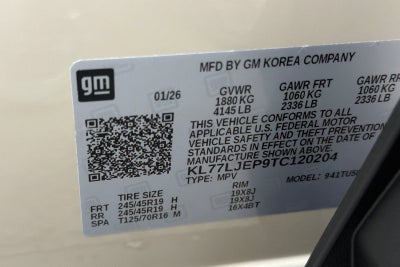 gm
MFD BY GM KOREA COMPANY
01/26 GVWR GAWR FRT GAWR RR
1880 KG 1060 KG 1060 KG
4145 LB 2336 LB 2336 LB
THIS VEHICLE CONFORMS TO ALL
APPLICABLE U.S. FEDERAL MOTOR
VEHICLE SAFETY AND THEFT PREVENTION
STANDARDS IN EFFECT ON THE DATE OF
MANUFACTURE SHOWN ABOVE.
KL77LJEP9TC120204
TYPE: MPV MODEL:
TIRE SIZE RIM
FRT 245/45R19 H 19X8J
RR 245/45R19 H 19X8J
SPA T125/70R16 M 16X4BT